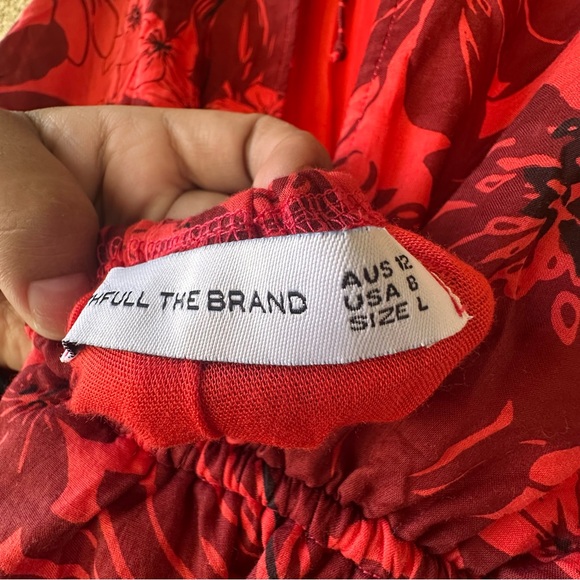 HFULL THE BRAND
AUS 12
USA 8
SIZE L